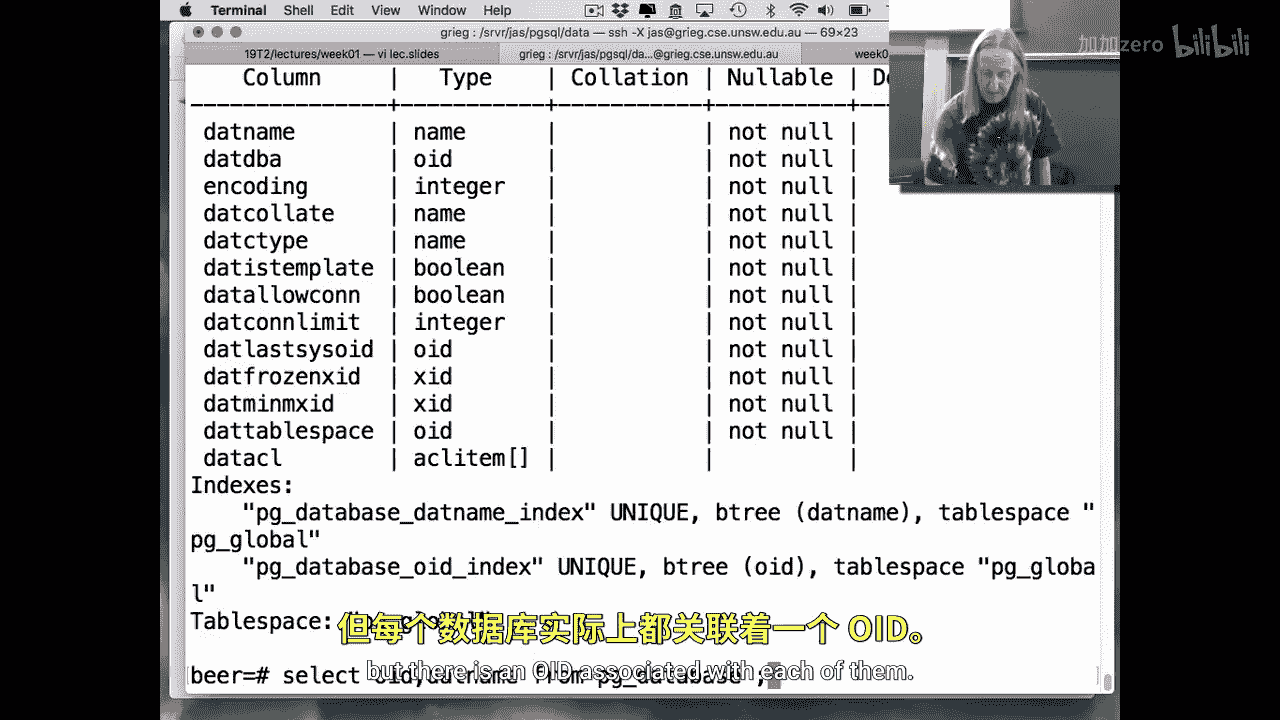 Terminal Shell Edit View Window Help
grieg : /srvr/jas/pgsql/data — ssh -X jas@grieg.cse.unsw.edu.au — 69×23
19T2/lectures/week01 — vi lec.slides grieg : /srvr/jas/pgsql/da...@grieg.cse.unsw.edu.au week0
加加zero bilibili
Column | Type | Collation | Nullable | De
datname | name | | not null |
datdba | oid | | not null |
encoding | integer | | not null |
datcollate | name | | not null |
datctype | name | | not null |
datistemplate | boolean | | not null |
datallowconn | boolean | | not null |
datconnlimit | integer | | not null |
datlastsysoid | oid | | not null |
datfrozenxid | xid | | not null |
datminmxid | xid | | not null |
dattablespace | oid | | not null |
datacl | aclitem[] | | |
Indexes:
"pg_database_datname_index" UNIQUE, btree (datname), tablespace "
pg_global"
"pg_database_oid_index" UNIQUE, btree (oid), tablespace "pg_globa
l"
Tablespace:
但每个数据库实际上都关联着一个 OID。
beer=# select oid,datname from pg_database ;
but there is an OID associated with each of them.